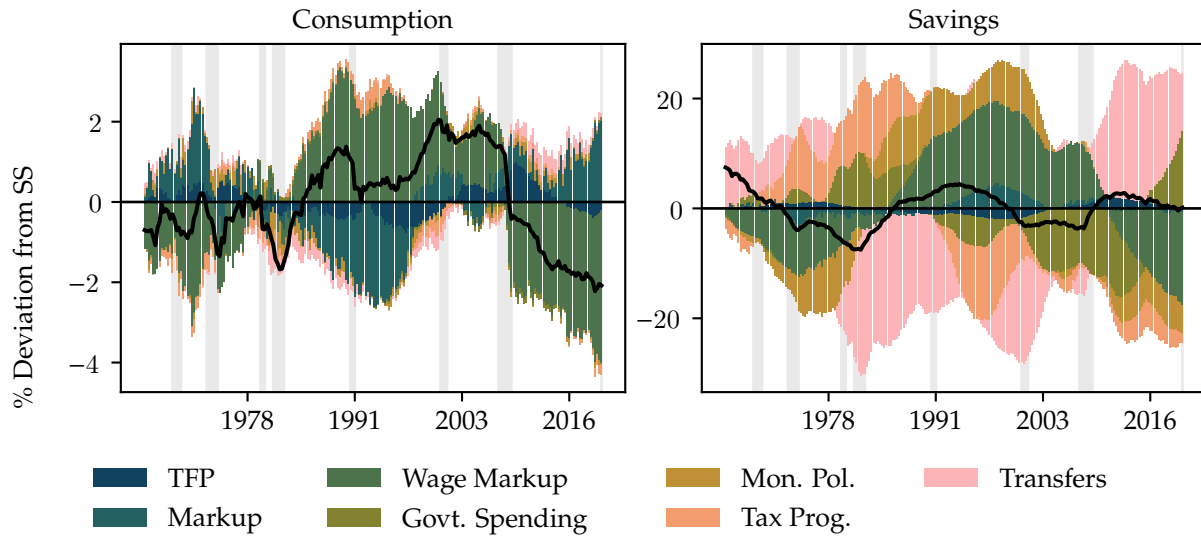 Consumption
Savings
% Deviation from SS
2
0
−2
−4
20
0
−20
1978 1991 2003 2016
1978 1991 2003 2016
TFP
Wage Markup
Mon. Pol.
Transfers
Markup
Govt. Spending
Tax Prog.